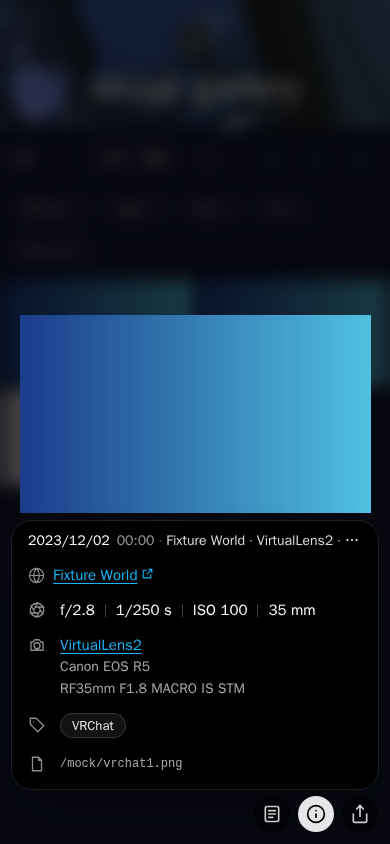 2023/12/02 00:00 · Fixture World · VirtualLens2 · ···
Fixture World
f/2.8 | 1/250 s | ISO 100 | 35 mm
VirtualLens2
Canon EOS R5
RF35mm F1.8 MACRO IS STM
VRChat
/mock/vrchat1.png